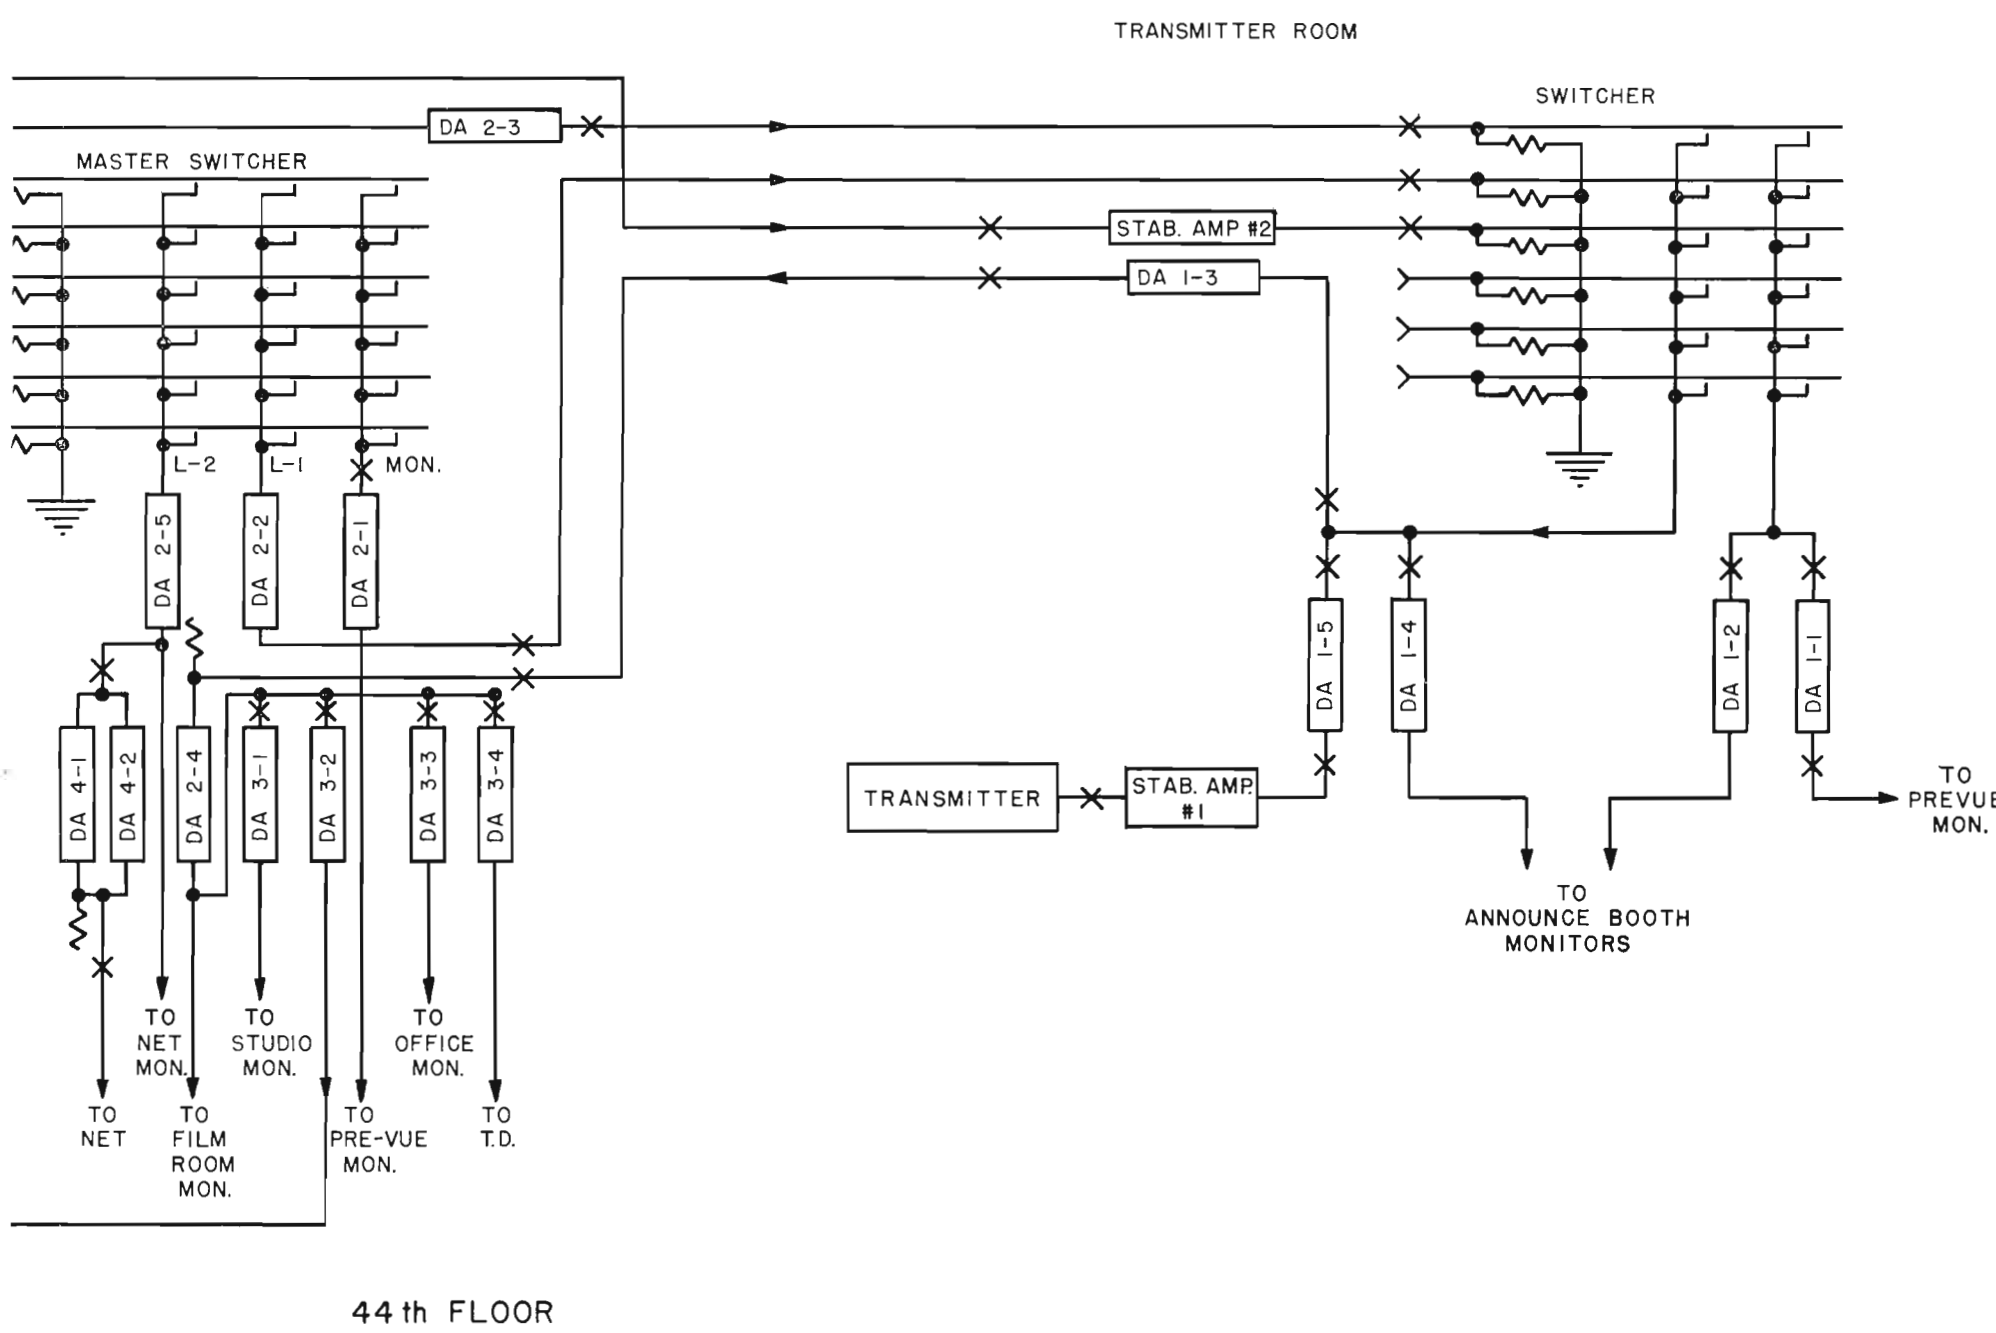 TRANSMITTER ROOM
SWITCHER
DA 2-3
MASTER SWITCHER
STAB. AMP #2
DA 1-3
L-2
L-1
MON.
DA 2-5
DA 2-2
DA 2-1
DA 1-5
DA 1-4
DA 1-2
DA 1-1
DA 4-1
DA 4-2
DA 2-4
DA 3-1
DA 3-2
DA 3-3
DA 3-4
TRANSMITTER
STAB. AMP.
#1
TO
PREVUE
MON.
TO
ANNOUNCE BOOTH
MONITORS
TO
NET
MON.
TO
STUDIO
MON.
TO
OFFICE
MON.
TO
NET
TO
FILM
ROOM
MON.
TO
PRE-VUE
MON.
TO
T.D.
44th FLOOR